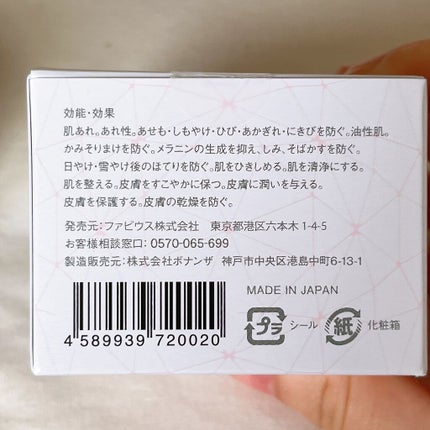 効能・効果
肌あれ。あれ性。あせも・しもやけ・ひび・あかぎれ・にきびを防ぐ。油性肌。
かみそりまけを防ぐ。メラニンの生成を抑え、しみ、そばかすを防ぐ。
日やけ・雪やけ後のほてりを防ぐ。肌をひきしめる。肌を清浄にする。
肌を整える。皮膚をすこやかに保つ。皮膚に潤いを与える。
皮膚を保護する。皮膚の乾燥を防ぐ。
発売元：ファビウス株式会社 東京都港区六本木1-4-5
お客様相談窓口：0570-065-699
製造販売元：株式会社ボナンザ 神戸市中央区港島中町6-13-1
MADE IN JAPAN
プラ シール 紙 化粧箱
4 589939 720020